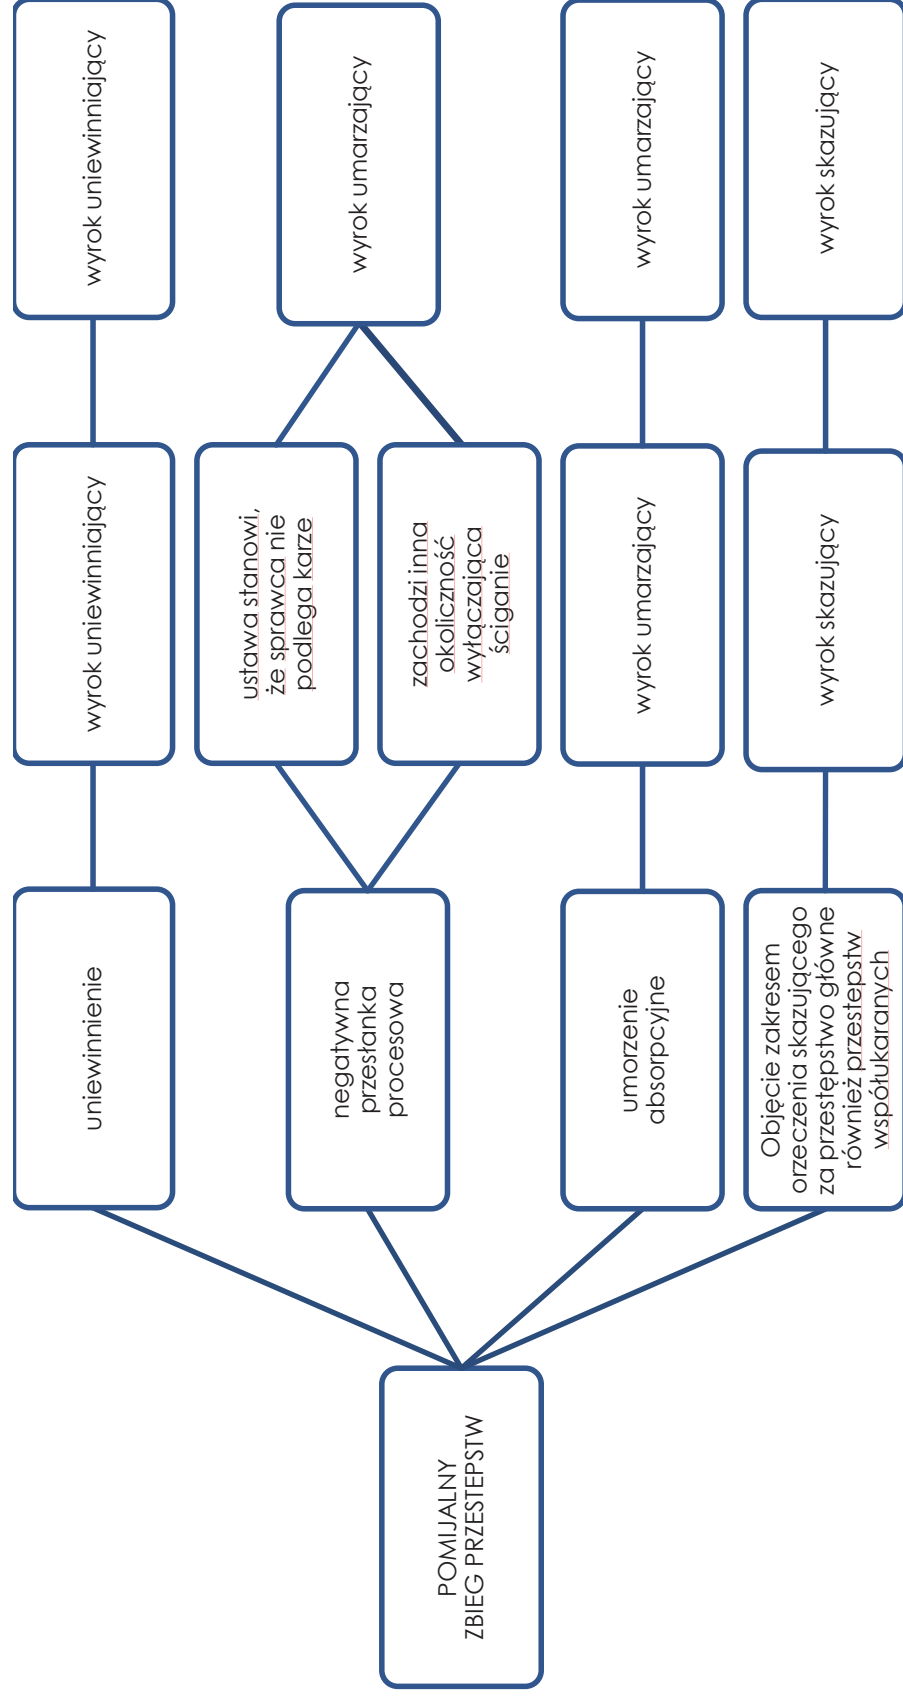 POMIJALNY
ZBIEG PRZESTEPSTW
uniewinnienie
wyrok uniewinniający
wyrok uniewinniający
negatywna
przesłanka
procesowa
ustawa stanowi,
że sprawca nie
podlega karze
zachodzi inna
okoliczność
wyłączająca
ściganie
wyrok umarzający
umorzenie
absorpcyjne
wyrok umarzający
wyrok umarzający
Objęcie zakresem
orzeczenia skazującego
za przestępstwo główne
również przestępstw
współukaranych
wyrok skazujący
wyrok skazujący